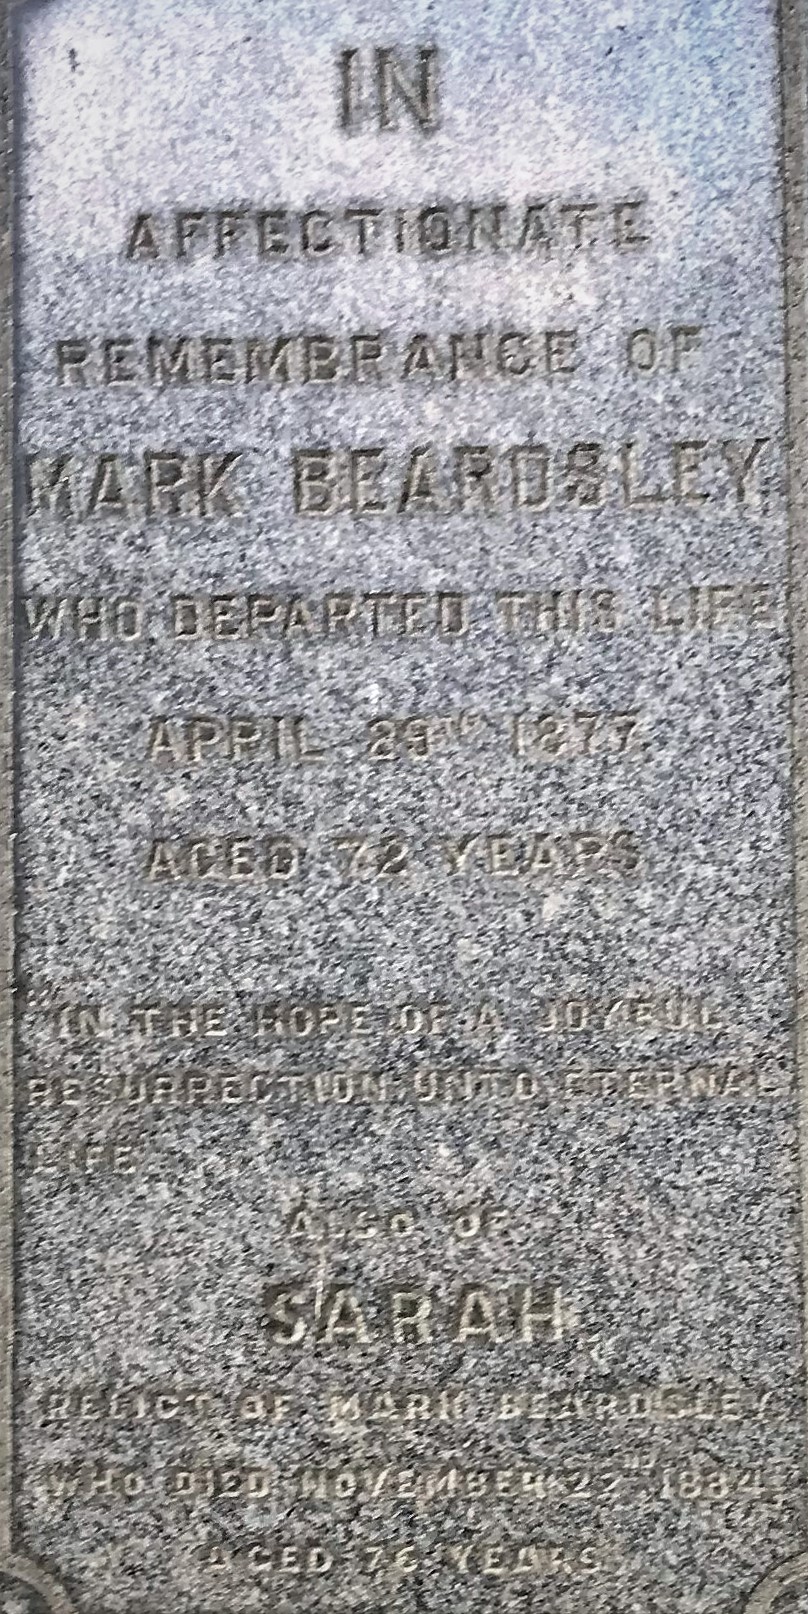 IN
AFFECTIONATE
REMEMBRANCE OF
MARK BEARDSLEY
WHO DEPARTED THIS LIFE
APRIL 29TH 1877
AGED 72 YEARS
"IN THE HOPE OF A JOYFUL
RESURRECTION UNTO ETERNAL
LIFE"
ALSO OF
SARAH,
RELICT OF MARK BEARDSLEY
WHO DIED NOVEMBER 22ND 1884
AGED 76 YEARS